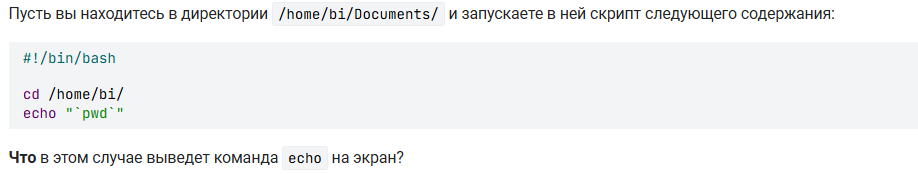 Пусть вы находитесь в директории /home/bi/Documents/ и запускаете в ней скрипт следующего содержания:
#!/bin/bash
cd /home/bi/
echo "`pwd`"
Что в этом случае выведет команда echo на экран?